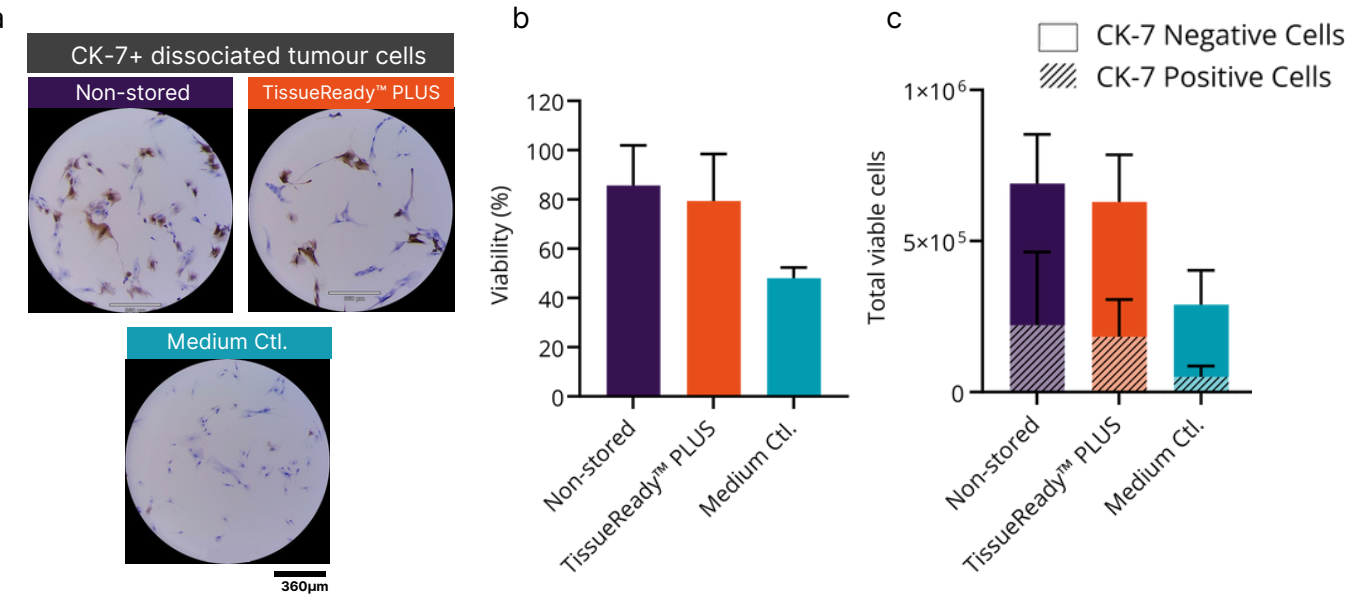 a
CK-7+ dissociated tumour cells
Non-stored
TissueReady™ PLUS
Medium Ctl.
360µm
b
Viability (%)
120
100
80
60
40
20
0
Non-stored
TissueReady™ PLUS
Medium Ctl.
c
CK-7 Negative Cells
CK-7 Positive Cells
Total viable cells
1×10⁶
5×10⁵
0
Non-stored
TissueReady™ PLUS
Medium Ctl.